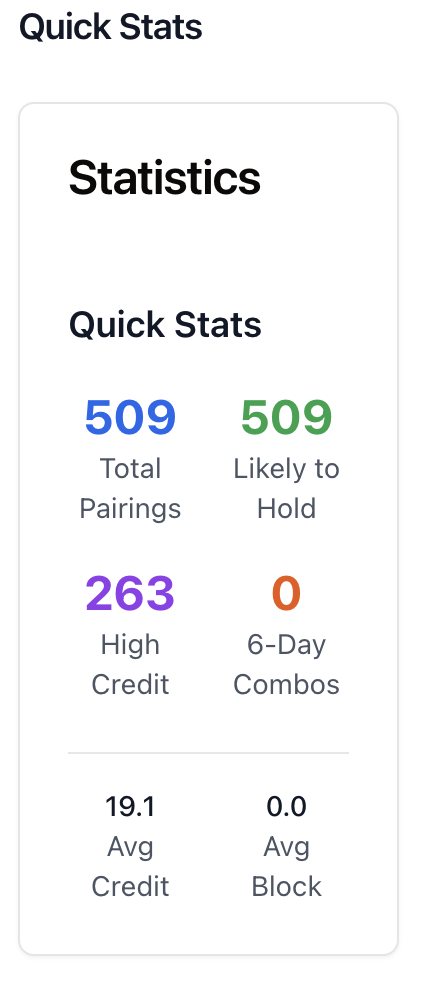 Quick Stats
Statistics
Quick Stats
509 509
Total Likely to
Pairings Hold
263 0
High 6-Day
Credit Combos
19.1 0.0
Avg Avg
Credit Block